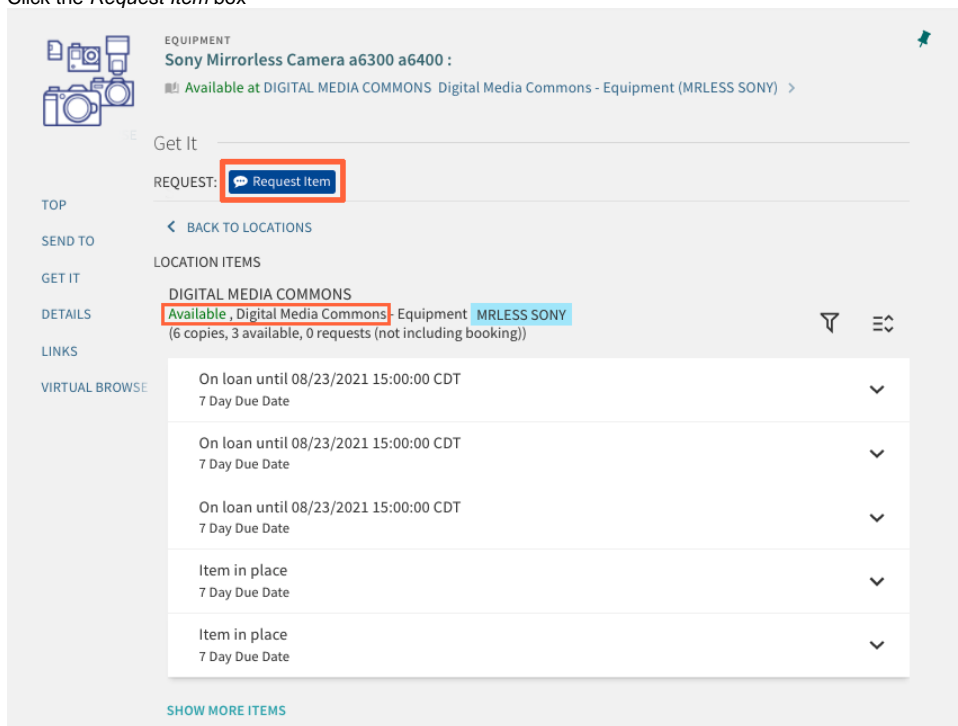 Click the Request Item box
EQUIPMENT
Sony Mirrorless Camera a6300 a6400 :
Available at DIGITAL MEDIA COMMONS Digital Media Commons - Equipment (MRLESS SONY) >
Get It
REQUEST: Request Item
TOP
SEND TO
GET IT
DETAILS
LINKS
VIRTUAL BROWSE
BACK TO LOCATIONS
LOCATION ITEMS
DIGITAL MEDIA COMMONS
Available , Digital Media Commons - Equipment MRLESS SONY
(6 copies, 3 available, 0 requests (not including booking))
On loan until 08/23/2021 15:00:00 CDT
7 Day Due Date
On loan until 08/23/2021 15:00:00 CDT
7 Day Due Date
On loan until 08/23/2021 15:00:00 CDT
7 Day Due Date
Item in place
7 Day Due Date
Item in place
7 Day Due Date
SHOW MORE ITEMS